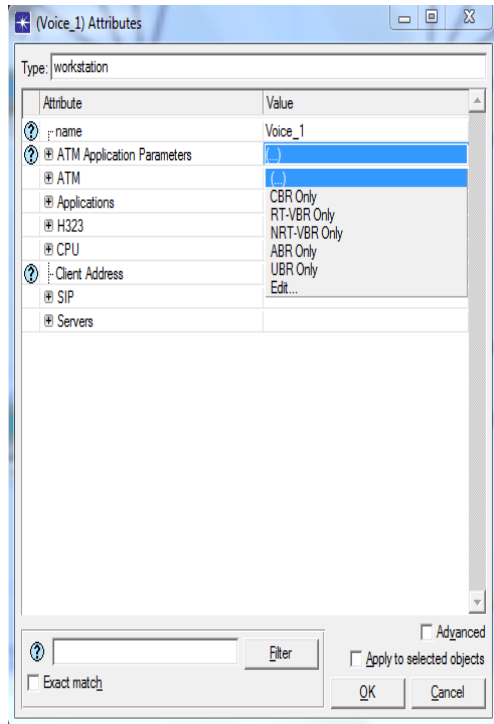 (Voice_1) Attributes
Type: workstation
Attribute Value
name Voice_1
ATM Application Parameters (...)
ATM (...)
CBR Only
Applications
RT-VBR Only
H323
NRT-VBR Only
CPU
ABR Only
Client Address
UBR Only
SIP
Edit...
Servers
Advanced
Filter
Apply to selected objects
Exact match
OK Cancel